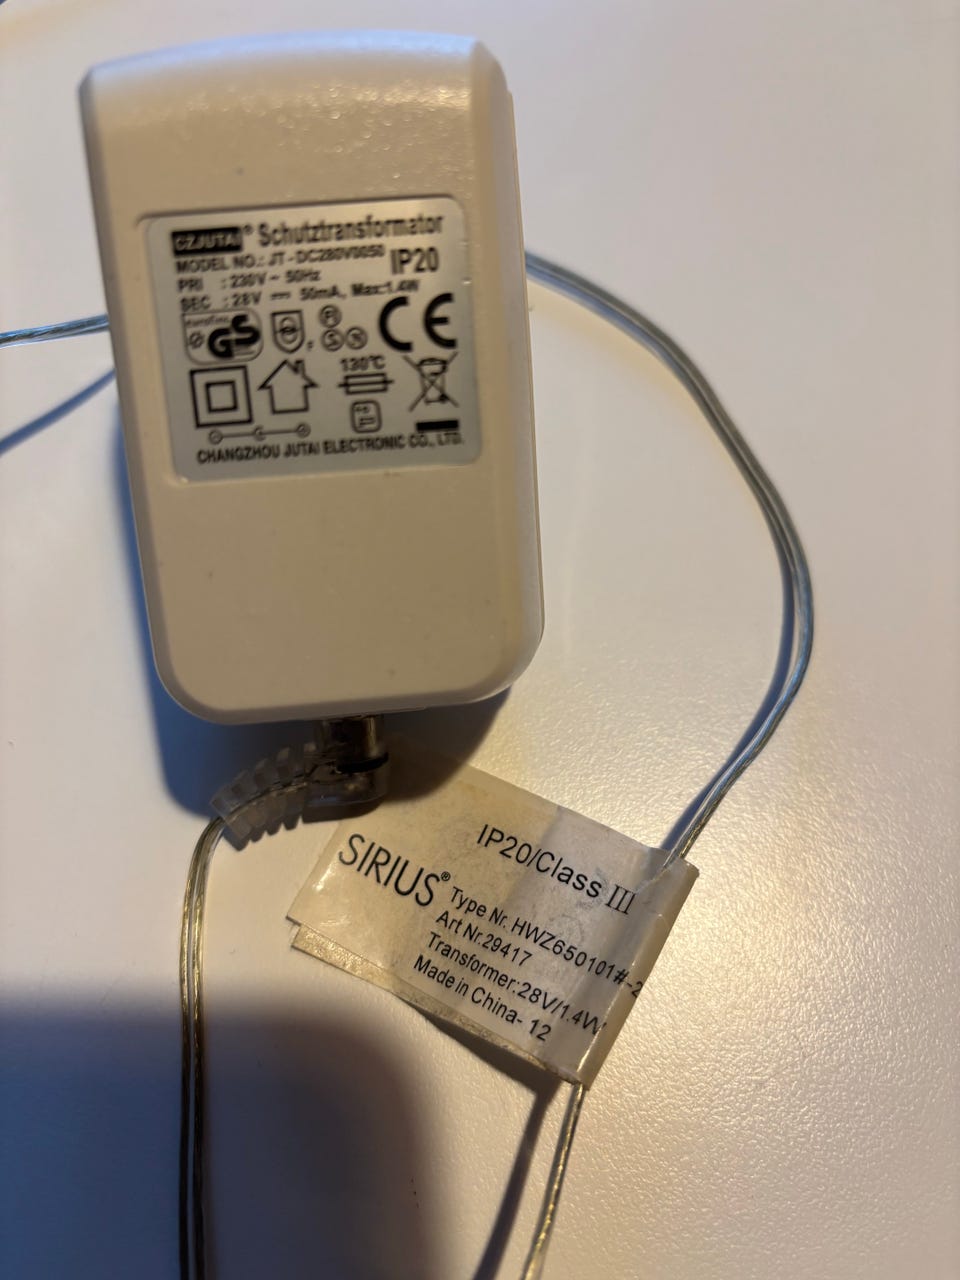 CZJUTAI® Schutztransformator
MODEL NO.: JT-DC280V0050 IP20
PRI : 230V ~ 50Hz
SEC : 28V ⎓ 50mA, Max:1.4W
GS F CE
130℃
CHANGZHOU JUTAI ELECTRONIC CO., LTD.
IP20/Class III
SIRIUS®
Type Nr. HWZ650101#-2
Art Nr.29417
Transformer:28V/1.4W
Made in China- 12